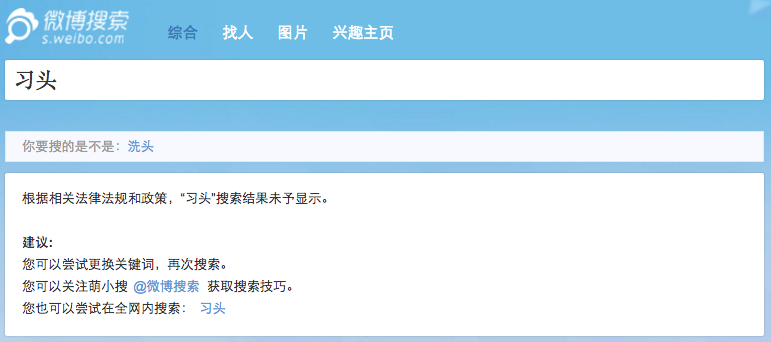 微博搜索
s.weibo.com
综合 找人 图片 兴趣主页
习头
你要搜的是不是：洗头
根据相关法律法规和政策，“习头”搜索结果未予显示。
建议:
您可以尝试更换关键词，再次搜索。
您可以关注萌小搜 @微博搜索 获取搜索技巧。
您也可以尝试在全网内搜索： 习头